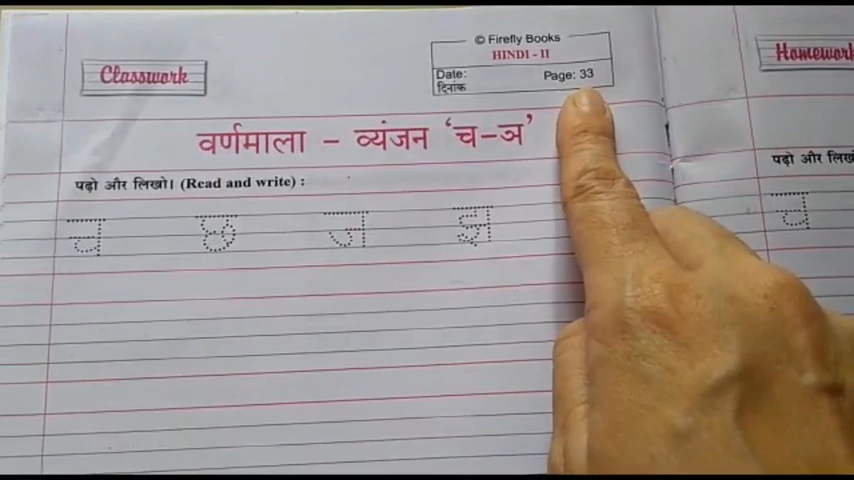 Classwork
© Firefly Books
HINDI - II
Date:
दिनांक
Page: 33
वर्णमाला – व्यंजन ‘च–ञ’
पढ़ो और लिखो। (Read and write) :
च छ ज झ
Homework
पढ़ो और लिखो
च